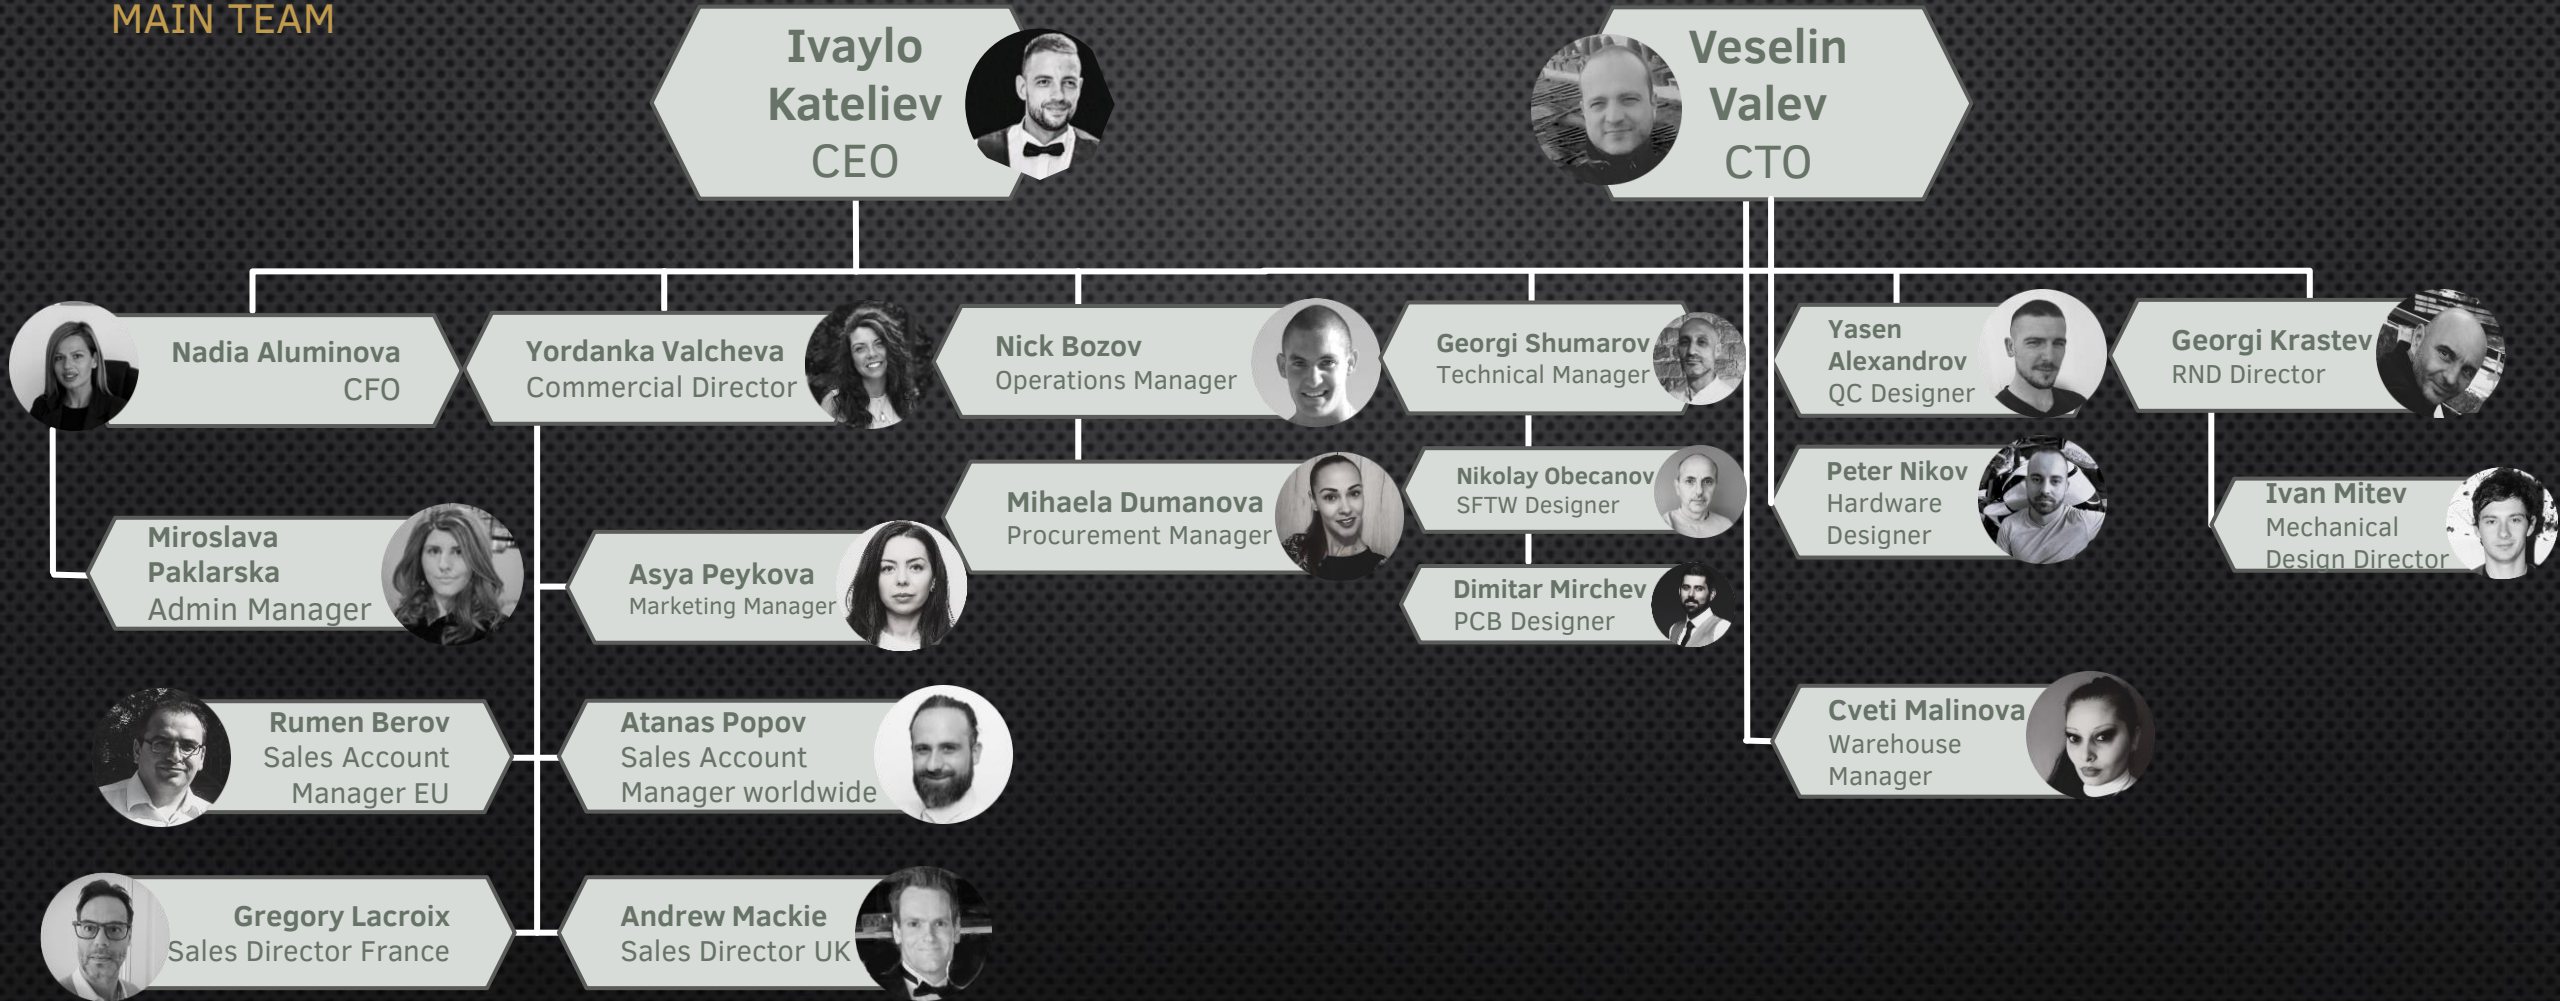 MAIN TEAM
Ivaylo
Kateliev
CEO
Veselin
Valev
CTO
Nadia Aluminova
CFO
Yordanka Valcheva
Commercial Director
Nick Bozov
Operations Manager
Georgi Shumarov
Technical Manager
Yasen
Alexandrov
QC Designer
Georgi Krastev
RND Director
Miroslava
Paklarska
Admin Manager
Asya Peykova
Marketing Manager
Mihaela Dumanova
Procurement Manager
Nikolay Obecanov
SFTW Designer
Dimitar Mirchev
PCB Designer
Peter Nikov
Hardware
Designer
Ivan Mitev
Mechanical
Design Director
Rumen Berov
Sales Account
Manager EU
Atanas Popov
Sales Account
Manager worldwide
Cveti Malinova
Warehouse
Manager
Gregory Lacroix
Sales Director France
Andrew Mackie
Sales Director UK